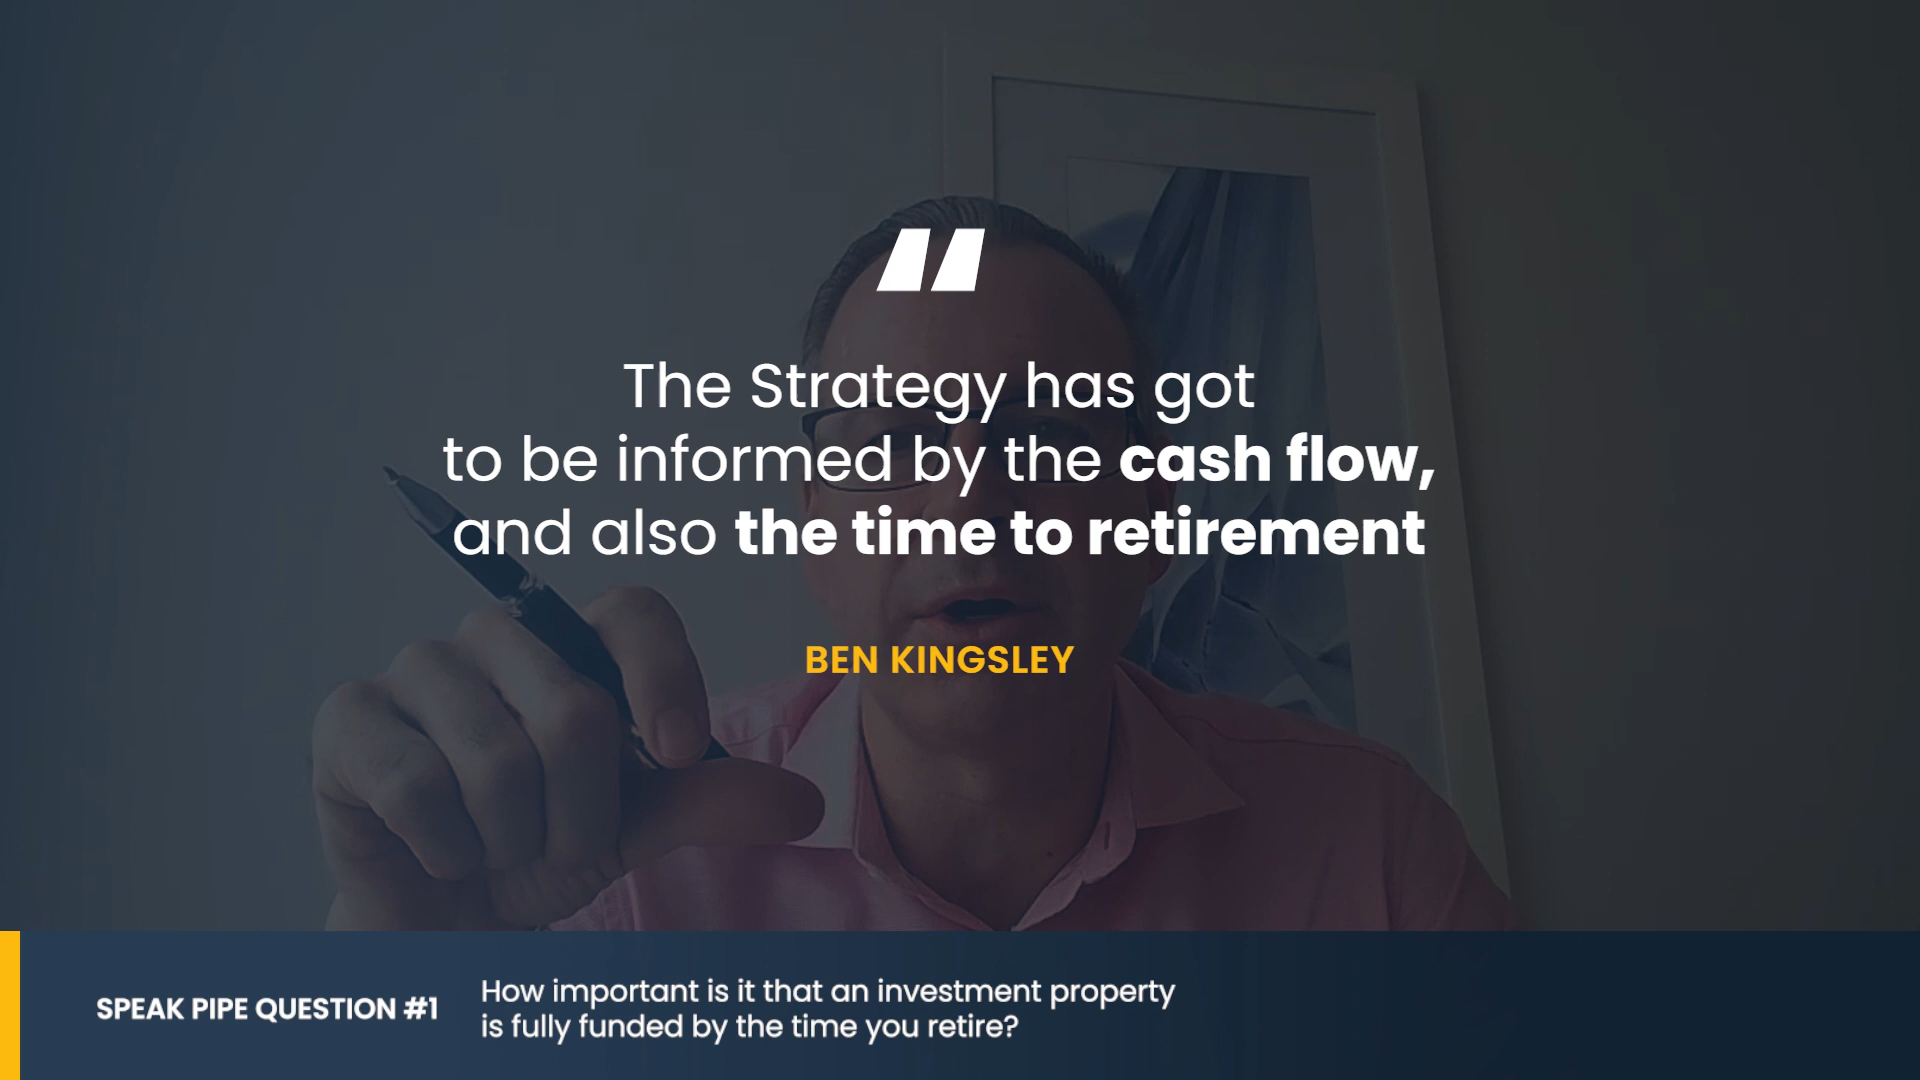 “
The Strategy has got
to be informed by the cash flow,
and also the time to retirement
BEN KINGSLEY
SPEAK PIPE QUESTION #1
How important is it that an investment property
is fully funded by the time you retire?